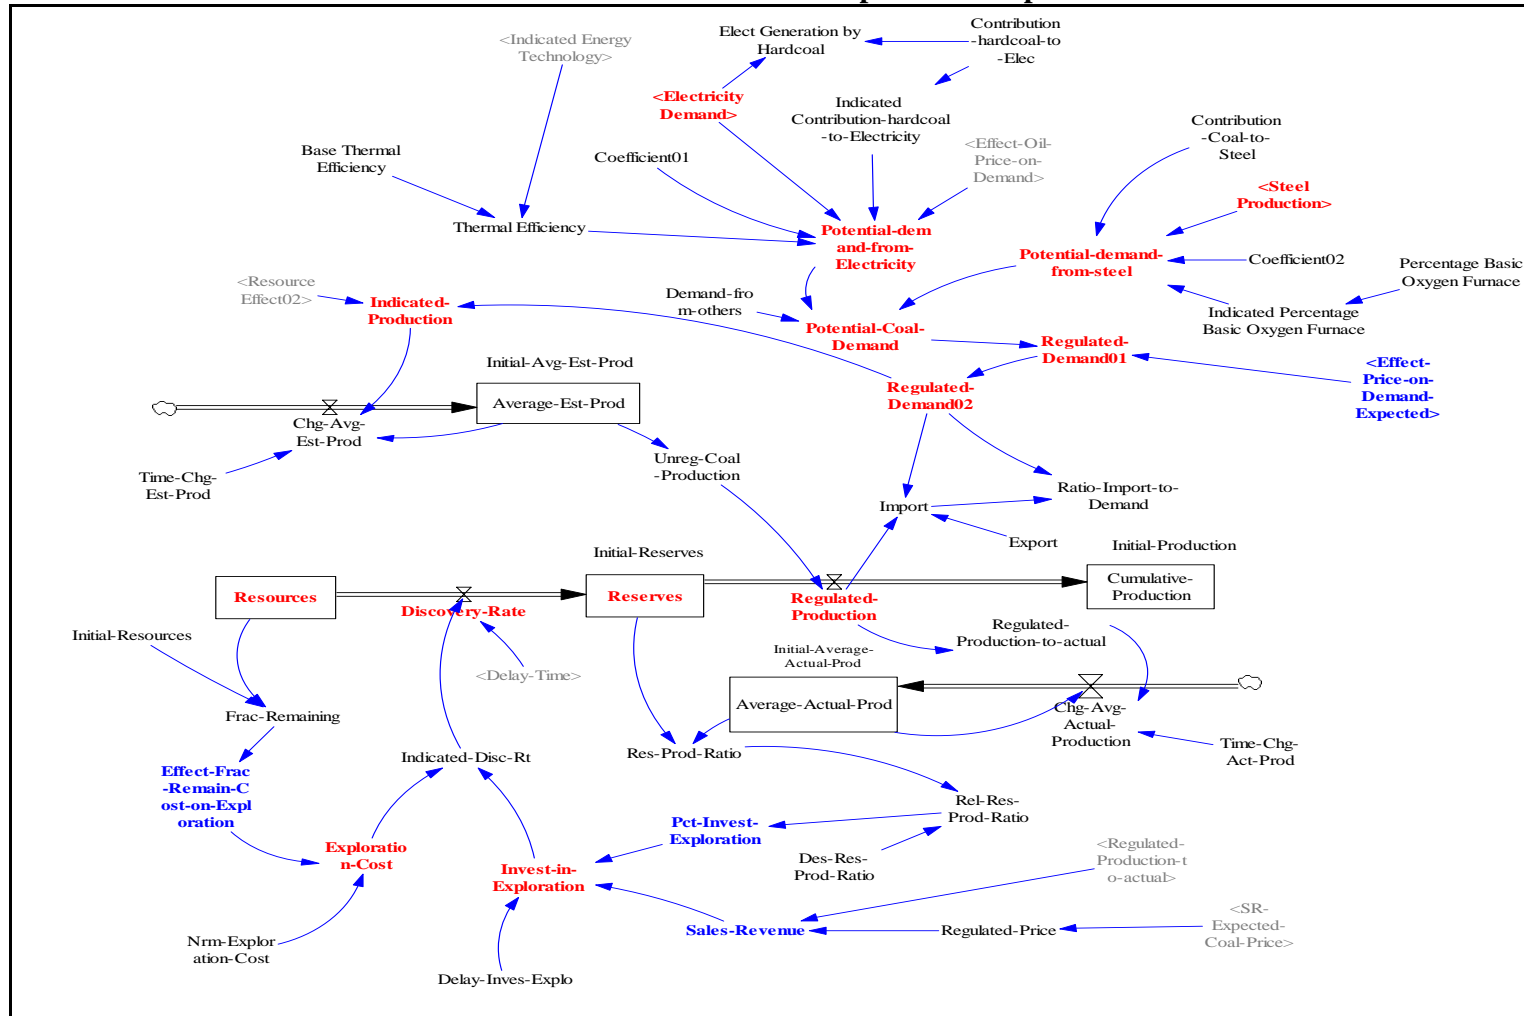 <Indicated Energy
Technology>
Elect Generation by
Hardcoal
Contribution
-hardcoal-to
-Elec
<Electricity
Demand>
Indicated
Contribution-hardcoal
-to-Electricity
Contribution
-Coal-to-
Steel
Base Thermal
Efficiency
Coefficient01
<Effect-Oil-
Price-on-
Demand>
<Steel
Production>
Thermal Efficiency
Potential-dem
and-from-
Electricity
Potential-demand-
from-steel
Coefficient02
Percentage Basic
Oxygen Furnace
<Resource
Effect02>
Indicated-
Production
Demand-fro
m-others
Indicated Percentage
Basic Oxygen Furnace
Potential-Coal-
Demand
Regulated-
Demand01
<Effect-
Price-on-
Demand-
Expected>
Initial-Avg-Est-Prod
Average-Est-Prod
Regulated-
Demand02
Chg-Avg-
Est-Prod
Time-Chg-
Est-Prod
Unreg-Coal
-Production
Ratio-Import-to-
Demand
Import
Export
Initial-Reserves
Initial-Production
Resources
Discovery-Rate
Reserves
Regulated-
Production
Cumulative-
Production
Initial-Resources
Regulated-
Production-to-actual
<Delay-Time>
Initial-Average-
Actual-Prod
Average-Actual-Prod
Frac-Remaining
Chg-Avg-
Actual-
Production
Time-Chg-
Act-Prod
Indicated-Disc-Rt
Res-Prod-Ratio
Effect-Frac
-Remain-C
ost-on-Expl
oration
Rel-Res-
Prod-Ratio
Pct-Invest-
Exploration
Des-Res-
Prod-Ratio
Exploratio
n-Cost
Invest-in-
Exploration
<Regulated-
Production-t
o-actual>
Sales-Revenue
Regulated-Price
<SR-
Expected-
Coal-Price>
Nrm-Explor
ation-Cost
Delay-Inves-Explo